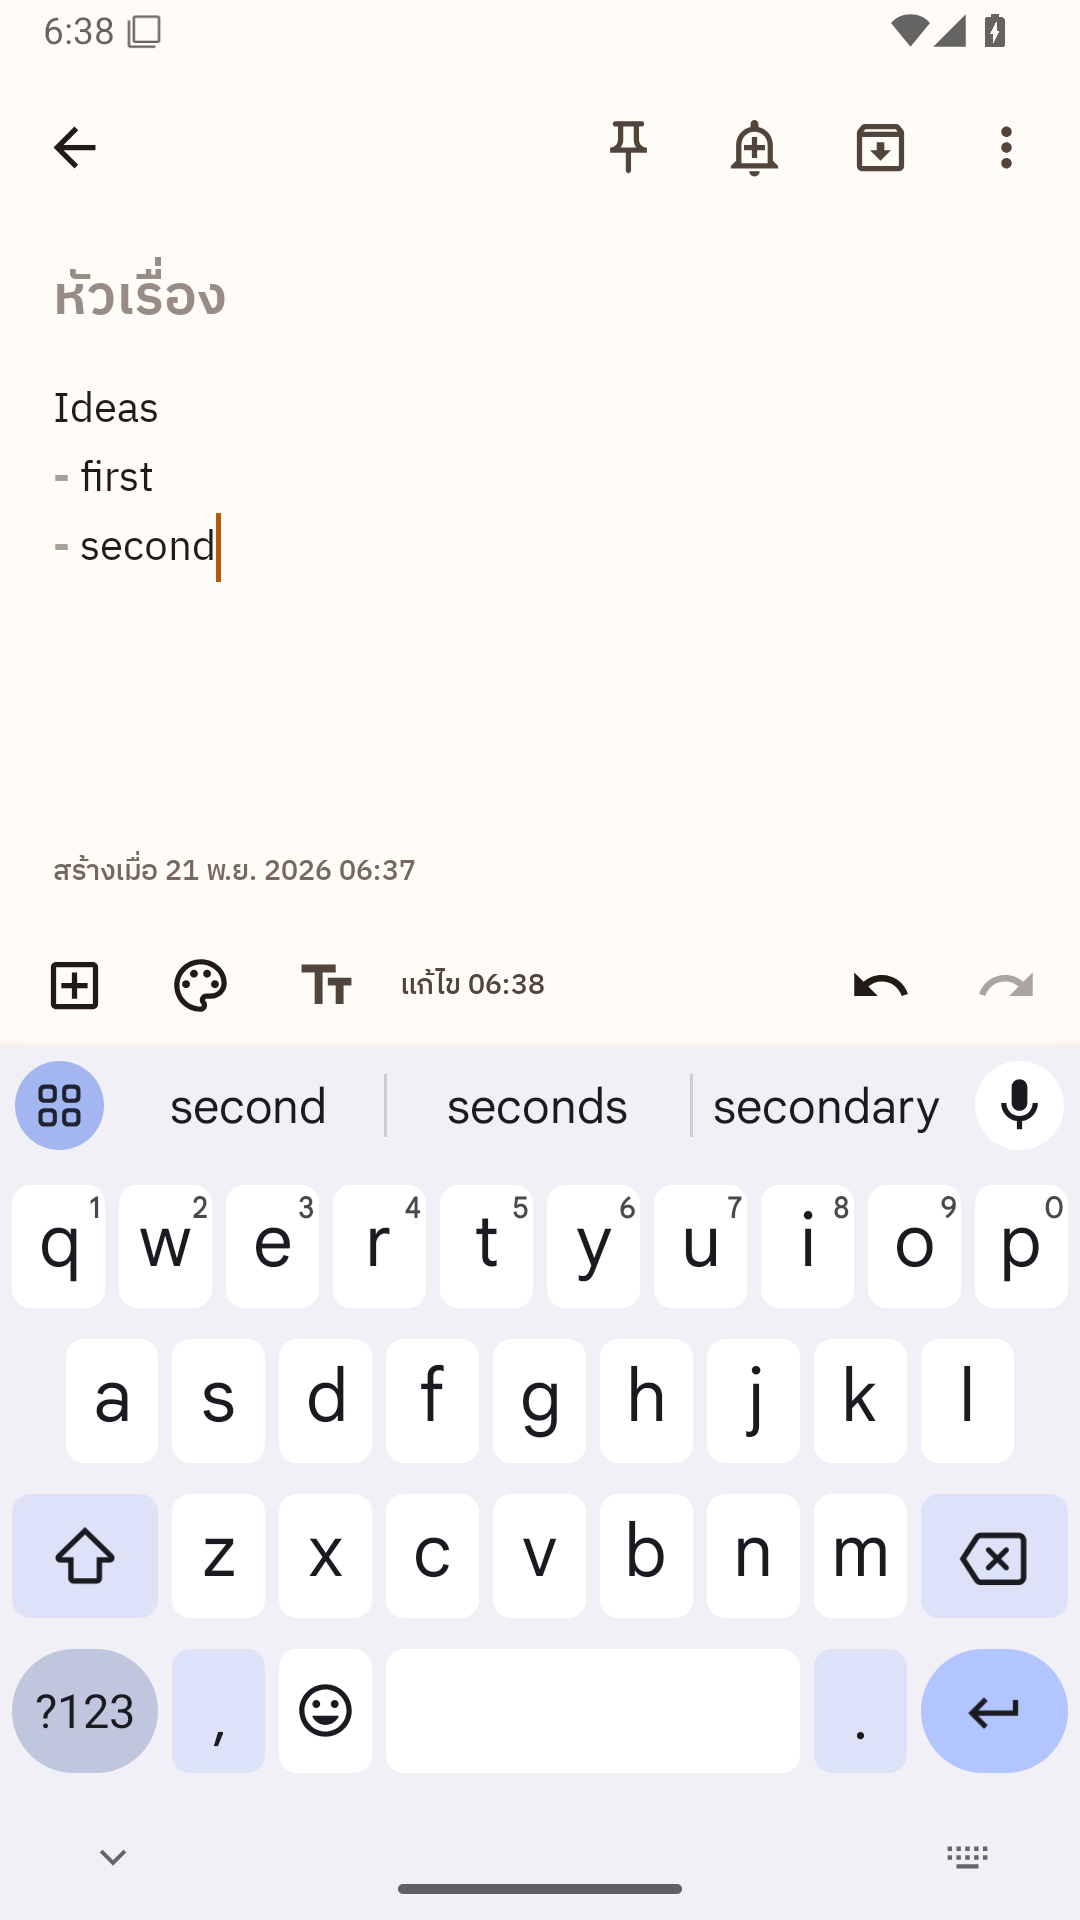 6:38
หัวเรื่อง
Ideas
- first
- second
สร้างเมื่อ 21 พ.ย. 2026 06:37
แก้ไข 06:38
second seconds secondary
q 1 w 2 e 3 r 4 t 5 y 6 u 7 i 8 o 9 p 0
a s d f g h j k l
z x c v b n m
?123 , .